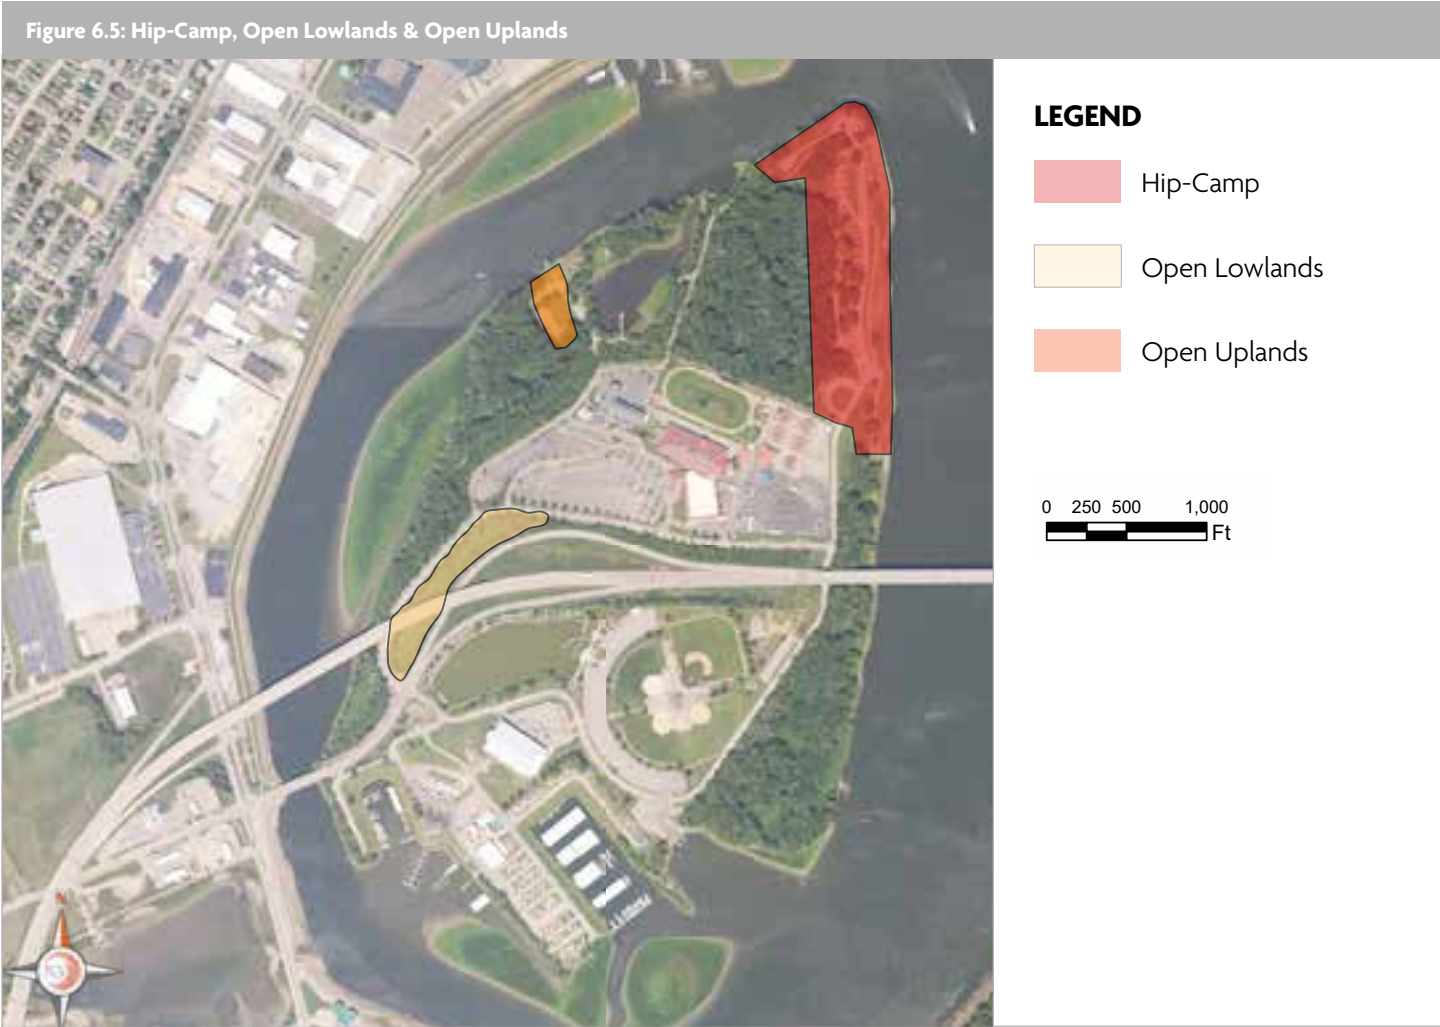 Figure 6.5: Hip-Camp, Open Lowlands & Open Uplands
LEGEND
Hip-Camp
Open Lowlands
Open Uplands
0 250 500 1,000
Ft
N